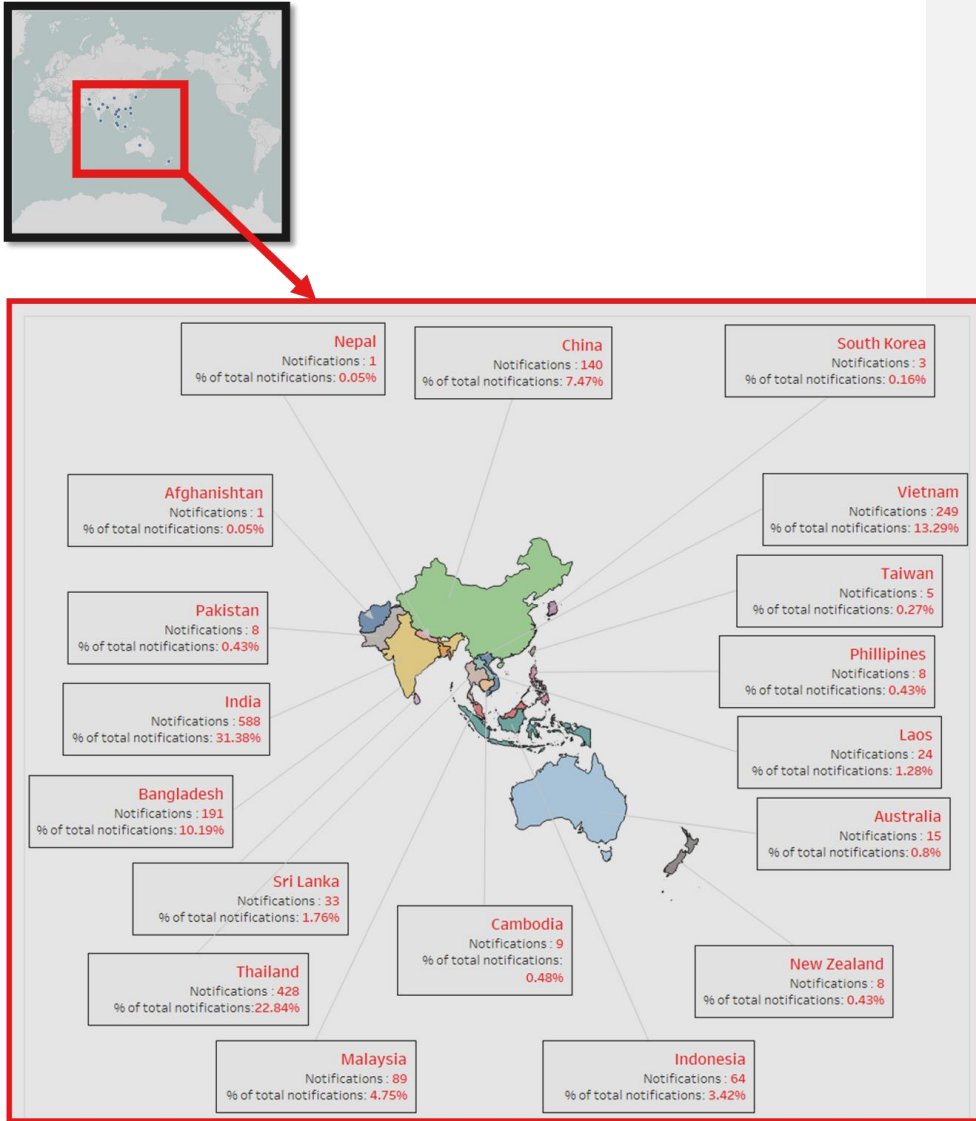 Nepal
Notifications : 1
% of total notifications: 0.05%
China
Notifications : 140
% of total notifications: 7.47%
South Korea
Notifications : 3
% of total notifications: 0.16%
Afghanishtan
Notifications : 1
% of total notifications: 0.05%
Vietnam
Notifications : 249
% of total notifications: 13.29%
Taiwan
Notifications : 5
% of total notifications: 0.27%
Pakistan
Notifications : 8
% of total notifications: 0.43%
Phillipines
Notifications : 8
% of total notifications: 0.43%
India
Notifications : 588
% of total notifications: 31.38%
Laos
Notifications : 24
% of total notifications: 1.28%
Bangladesh
Notifications : 191
% of total notifications: 10.19%
Australia
Notifications : 15
% of total notifications: 0.8%
Sri Lanka
Notifications : 33
% of total notifications: 1.76%
Cambodia
Notifications : 9
% of total notifications:
0.48%
Thailand
Notifications : 428
% of total notifications:22.84%
New Zealand
Notifications : 8
% of total notifications: 0.43%
Malaysia
Notifications : 89
% of total notifications: 4.75%
Indonesia
Notifications : 64
% of total notifications: 3.42%